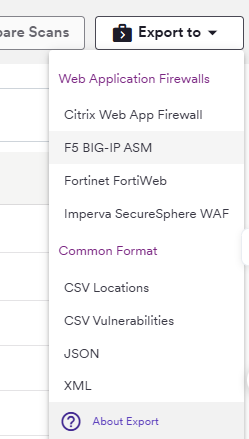 are Scans
Export to
Web Application Firewalls
Citrix Web App Firewall
F5 BIG-IP ASM
Fortinet FortiWeb
Imperva SecureSphere WAF
Common Format
CSV Locations
CSV Vulnerabilities
JSON
XML
? About Export